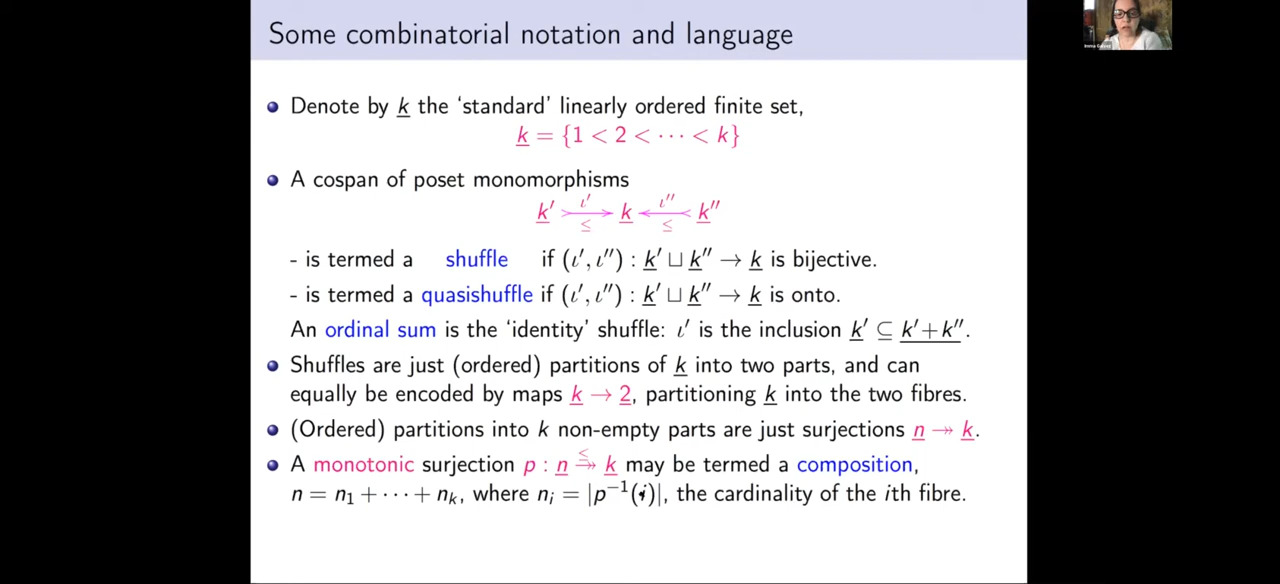 Some combinatorial notation and language
Denote by k the ‘standard’ linearly ordered finite set,
k = {1 < 2 < ⋯ < k}
A cospan of poset monomorphisms
k′ ι′ ≤ k ι″ ≤ k″
- is termed a shuffle if (ι′, ι″) : k′ ⊔ k″ → k is bijective.
- is termed a quasishuffle if (ι′, ι″) : k′ ⊔ k″ → k is onto.
An ordinal sum is the ‘identity’ shuffle: ι′ is the inclusion k′ ⊆ k′+k″.
Shuffles are just (ordered) partitions of k into two parts, and can
equally be encoded by maps k → 2, partitioning k into the two fibres.
(Ordered) partitions into k non-empty parts are just surjections n ↠ k.
A monotonic surjection p : n ↠ ≤ k may be termed a composition,
n = n₁ + ⋯ + nₖ, where nᵢ = |p⁻¹(i)|, the cardinality of the ith fibre.